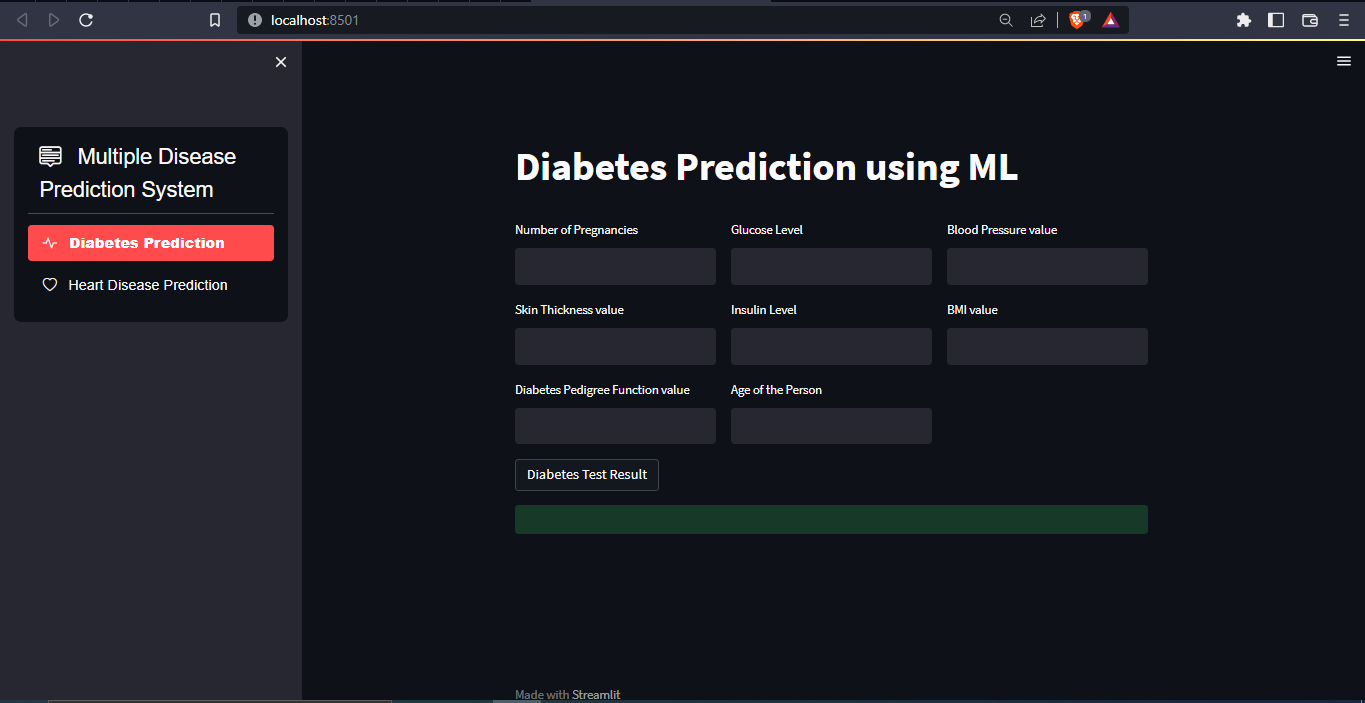 localhost:8501
1
Multiple Disease
Prediction System
Diabetes Prediction
Heart Disease Prediction
Diabetes Prediction using ML
Number of Pregnancies
Glucose Level
Blood Pressure value
Skin Thickness value
Insulin Level
BMI value
Diabetes Pedigree Function value
Age of the Person
Diabetes Test Result
Made with Streamlit